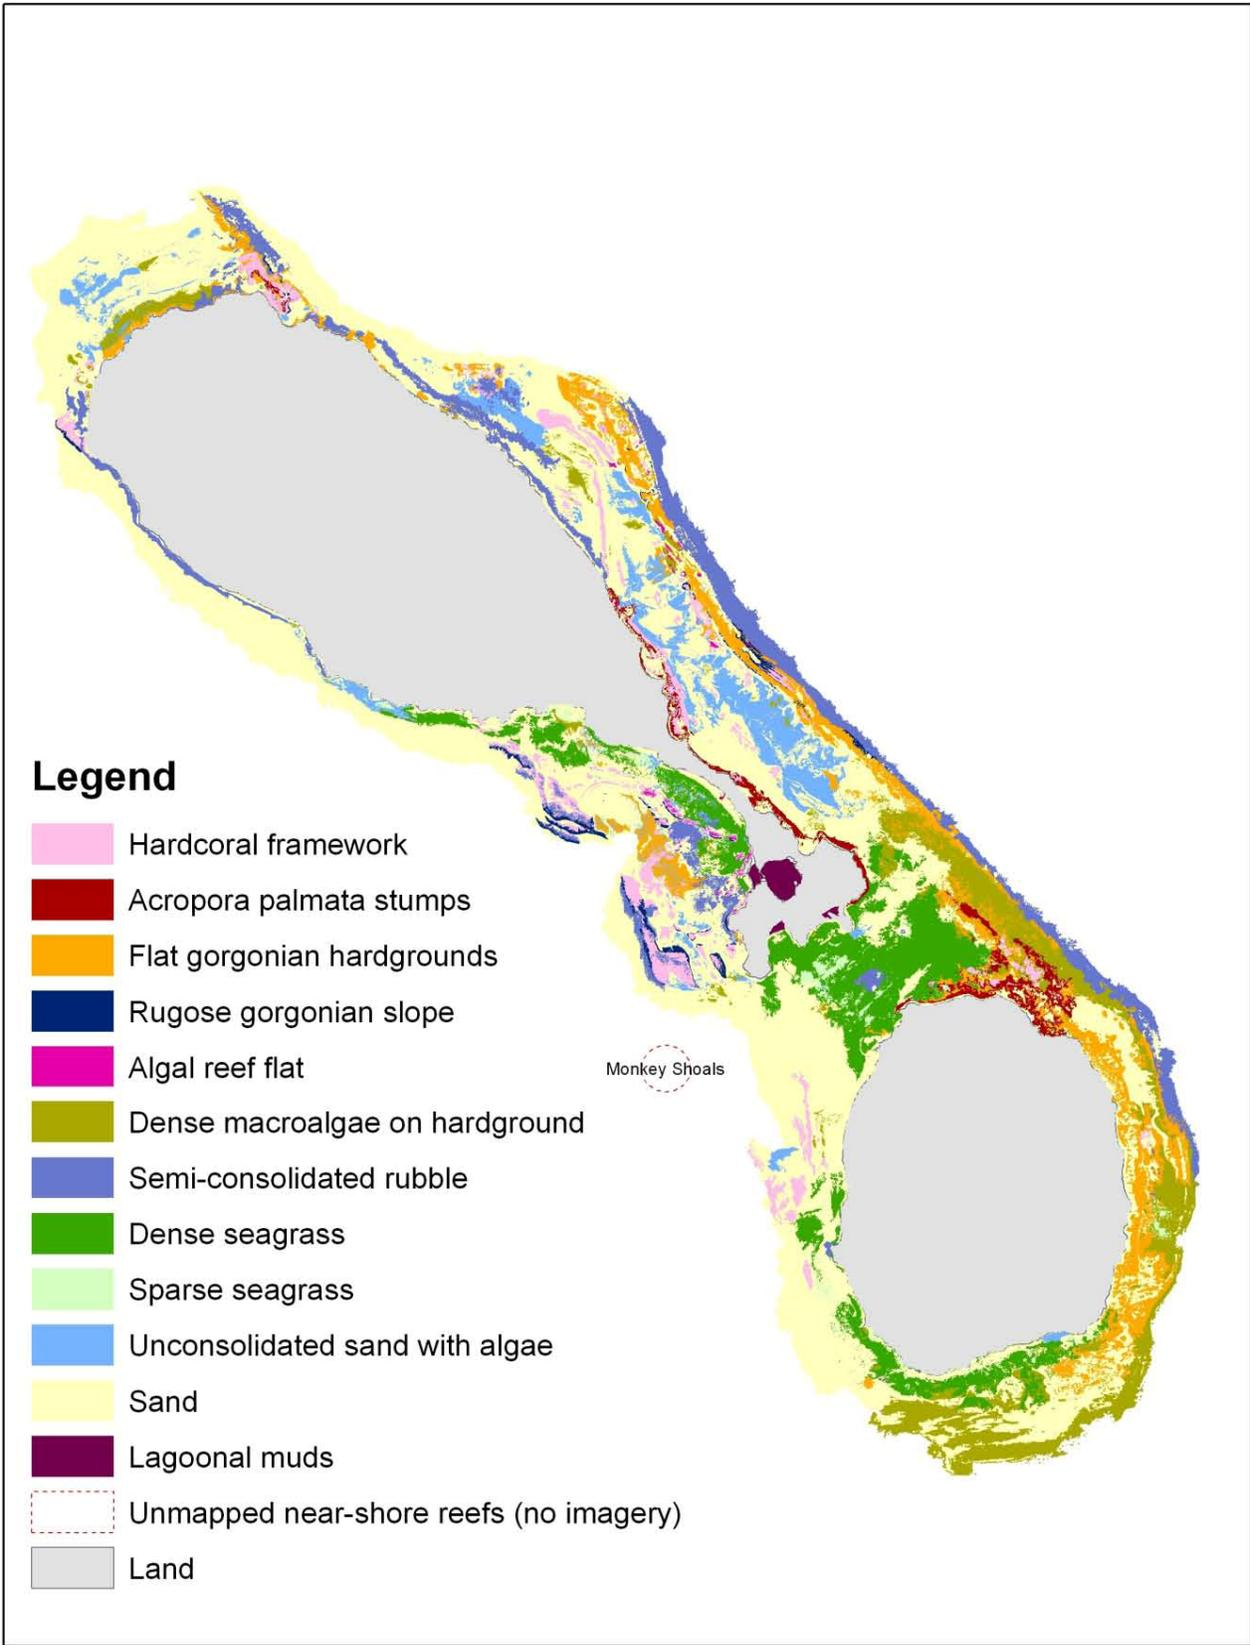 Monkey Shoals
Legend
Hardcoral framework
Acropora palmata stumps
Flat gorgonian hardgrounds
Rugose gorgonian slope
Algal reef flat
Dense macroalgae on hardground
Semi-consolidated rubble
Dense seagrass
Sparse seagrass
Unconsolidated sand with algae
Sand
Lagoonal muds
Unmapped near-shore reefs (no imagery)
Land